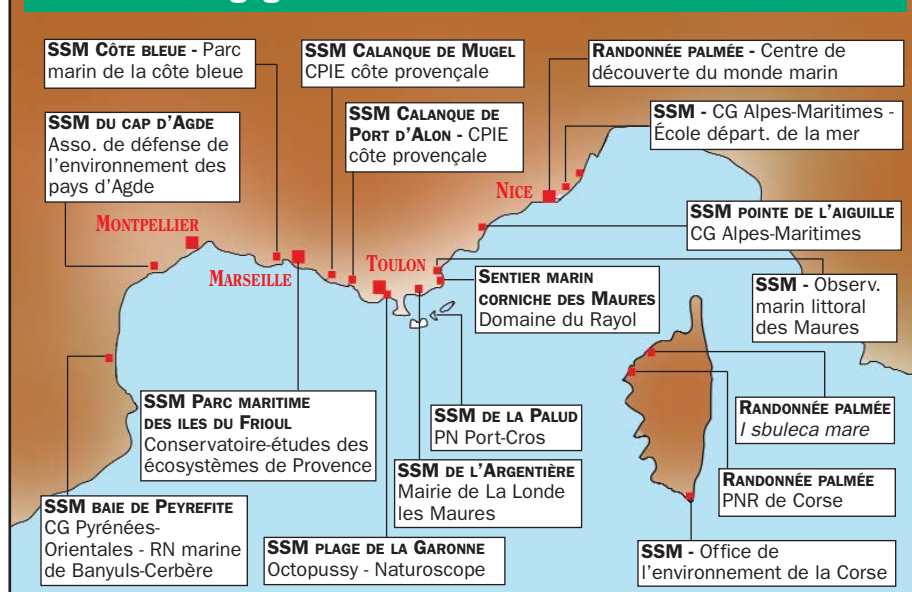 SSM CÔTE BLEUE - Parc
marin de la côte bleue
SSM CALANQUE DE MUGEL
CPIE côte provençale
RANDONNÉE PALMÉE - Centre de
découverte du monde marin
SSM DU CAP D'AGDE
Asso. de défense de
l'environnement des
pays d'Agde
SSM CALANQUE DE
PORT D'ALON - CPIE
côte provençale
SSM - CG Alpes-Maritimes -
École départ. de la mer
NICE
MONTPELLIER
SSM POINTE DE L'AIGUILLE
CG Alpes-Maritimes
MARSEILLE
TOULON
SENTIER MARIN
CORNICHE DES MAURES
Domaine du Rayol
SSM - Observ.
marin littoral
des Maures
SSM PARC MARITIME
DES ILES DU FRIOUL
Conservatoire-études des
écosystèmes de Provence
SSM DE LA PALUD
PN Port-Cros
RANDONNÉE PALMÉE
I sbuleca mare
SSM DE L'ARGENTIÈRE
Mairie de La Londe
les Maures
RANDONNÉE PALMÉE
PNR de Corse
SSM BAIE DE PEYREFITE
CG Pyrénées-
Orientales - RN marine
de Banyuls-Cerbère
SSM PLAGE DE LA GARONNE
Octopussy - Naturoscope
SSM - Office de
l'environnement de la Corse